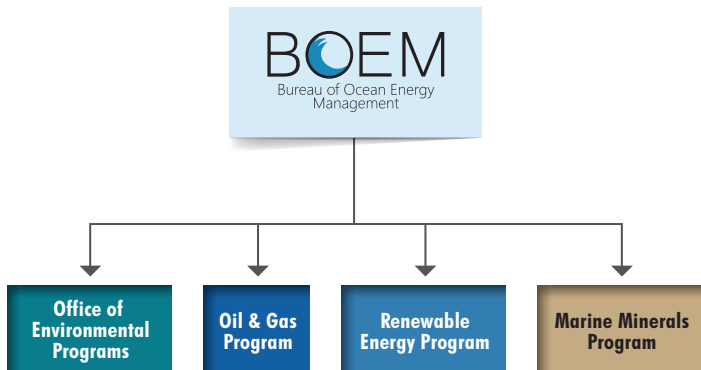 BOEM
Bureau of Ocean Energy
Management
Office of
Environmental
Programs
Oil & Gas
Program
Renewable
Energy Program
Marine Minerals
Program